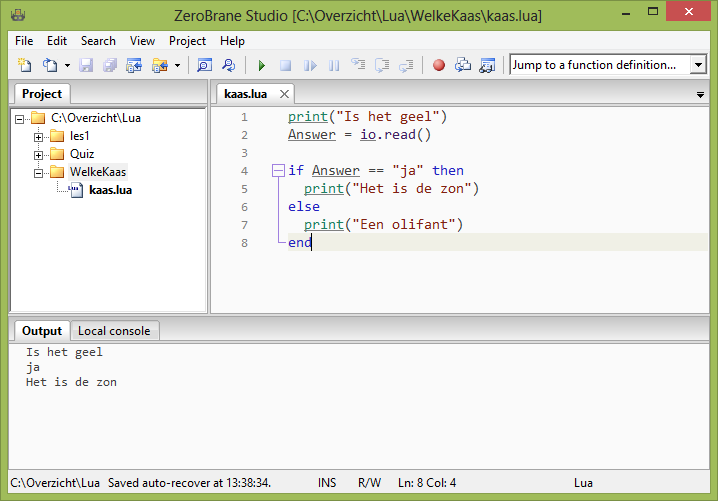 ZeroBrane Studio [C:\Overzicht\Lua\WelkeKaas\kaas.lua]
File Edit Search View Project Help
Jump to a function definition...
Project
C:\Overzicht\Lua
les1
Quiz
WelkeKaas
kaas.lua
kaas.lua
1 print("Is het geel")
2 Answer = io.read()
3
4 if Answer == "ja" then
5 print("Het is de zon")
6 else
7 print("Een olifant")
8 end
Output Local console
Is het geel
ja
Het is de zon
C:\Overzicht\Lua Saved auto-recover at 13:38:34. INS R/W Ln: 8 Col: 4 Lua